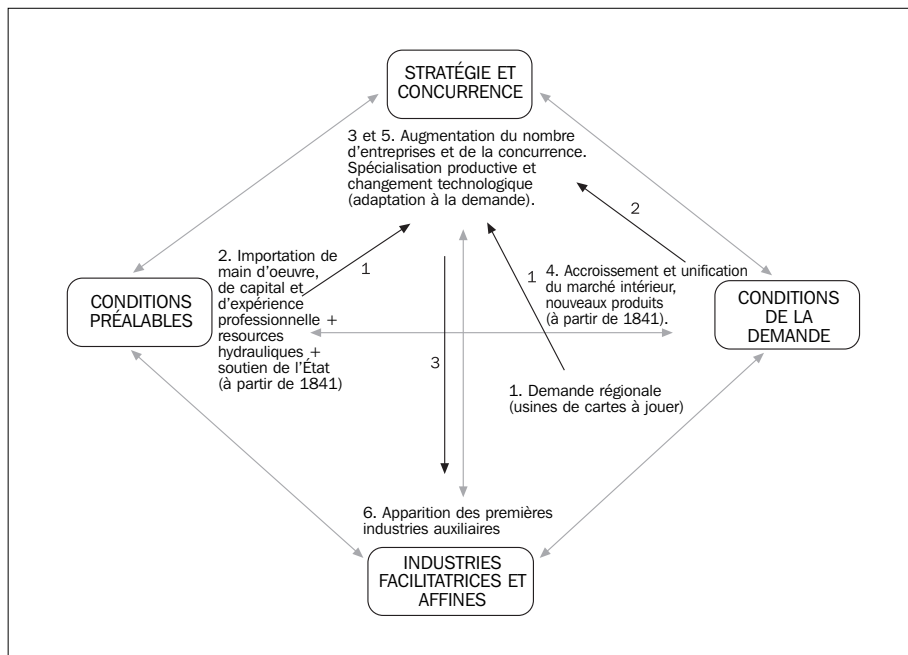 STRATÉGIE ET
CONCURRENCE
3 et 5. Augmentation du nombre
d'entreprises et de la concurrence.
Spécialisation productive et
changement technologique
(adaptation à la demande).
2
2. Importation de
main d'oeuvre,
de capital et
d'expérience
professionnelle +
resources
hydrauliques +
soutien de l'État
(à partir de 1841)
1
1
4. Accroissement et unification
du marché intérieur,
nouveaux produits
(à partir de 1841).
CONDITIONS
PRÉALABLES
CONDITIONS
DE LA
DEMANDE
3
1. Demande régionale
(usines de cartes à jouer)
6. Apparition des premières
industries auxiliaires
INDUSTRIES
FACILITATRICES ET
AFFINES